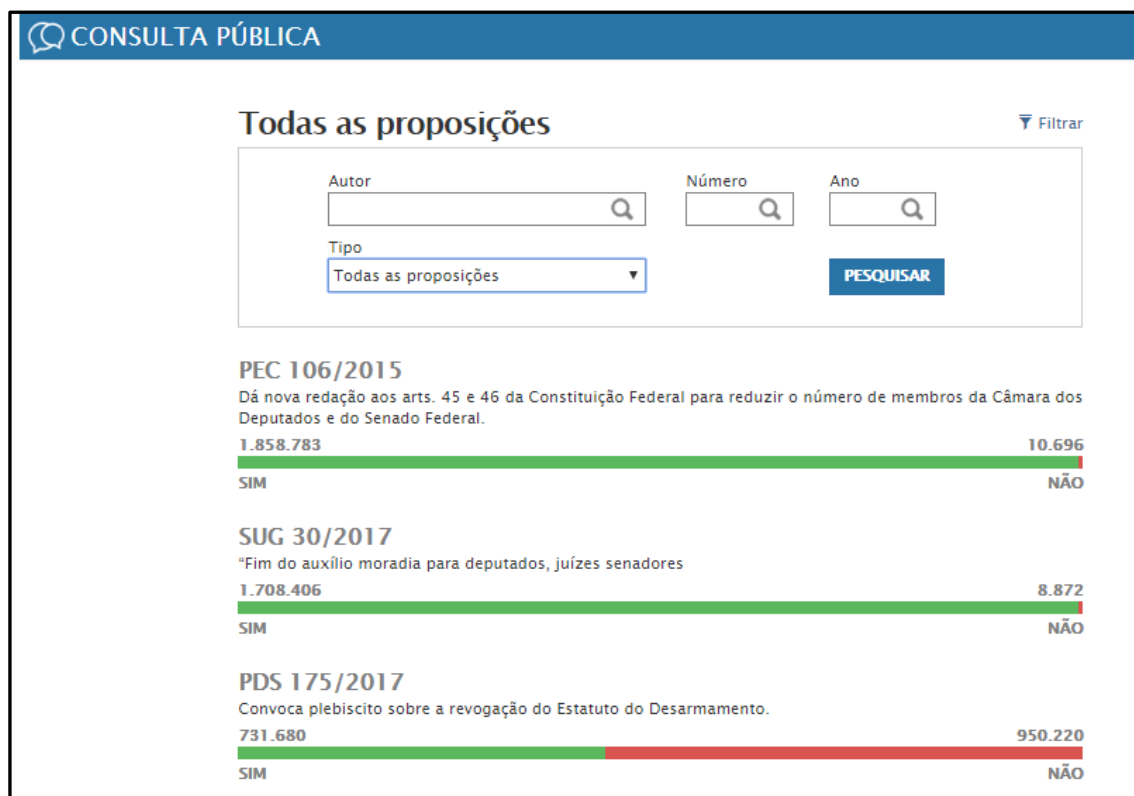 CONSULTA PÚBLICA
Todas as proposições
Filtrar
Autor
Número
Ano
Tipo
Todas as proposições
PESQUISAR
PEC 106/2015
Dá nova redação aos arts. 45 e 46 da Constituição Federal para reduzir o número de membros da Câmara dos
Deputados e do Senado Federal.
1.858.783
10.696
SIM
NÃO
SUG 30/2017
"Fim do auxílio moradia para deputados, juízes senadores
1.708.406
8.872
SIM
NÃO
PDS 175/2017
Convoca plebiscito sobre a revogação do Estatuto do Desarmamento.
731.680
950.220
SIM
NÃO